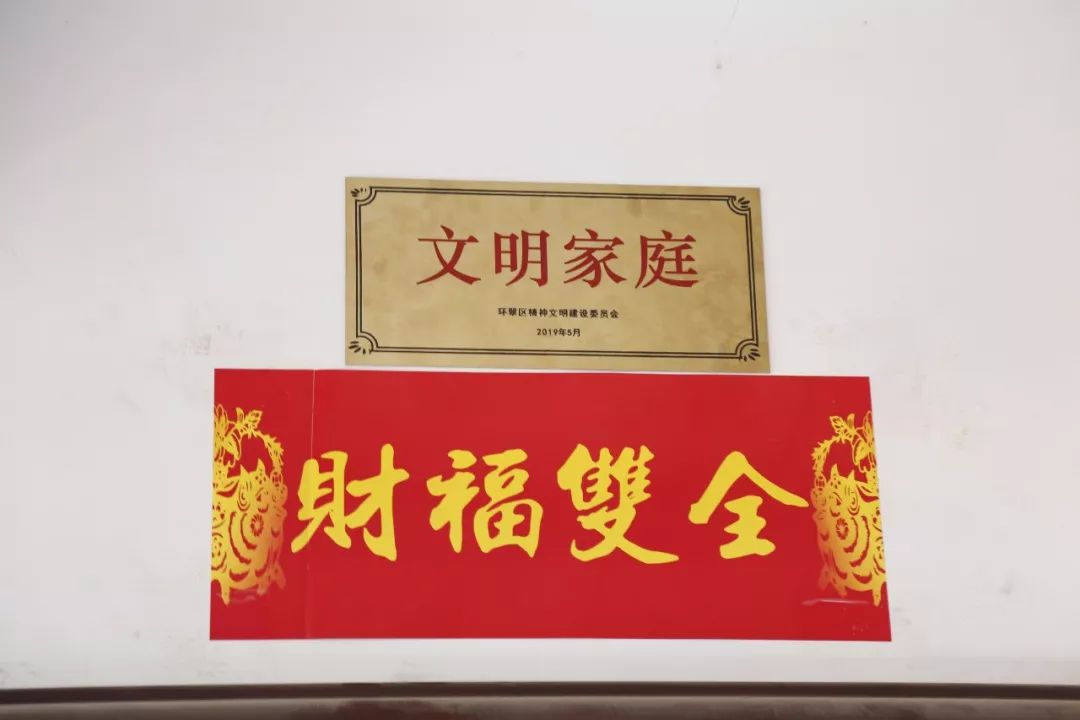 文明家庭
环翠区精神文明建设委员会
2019年5月
財福雙全